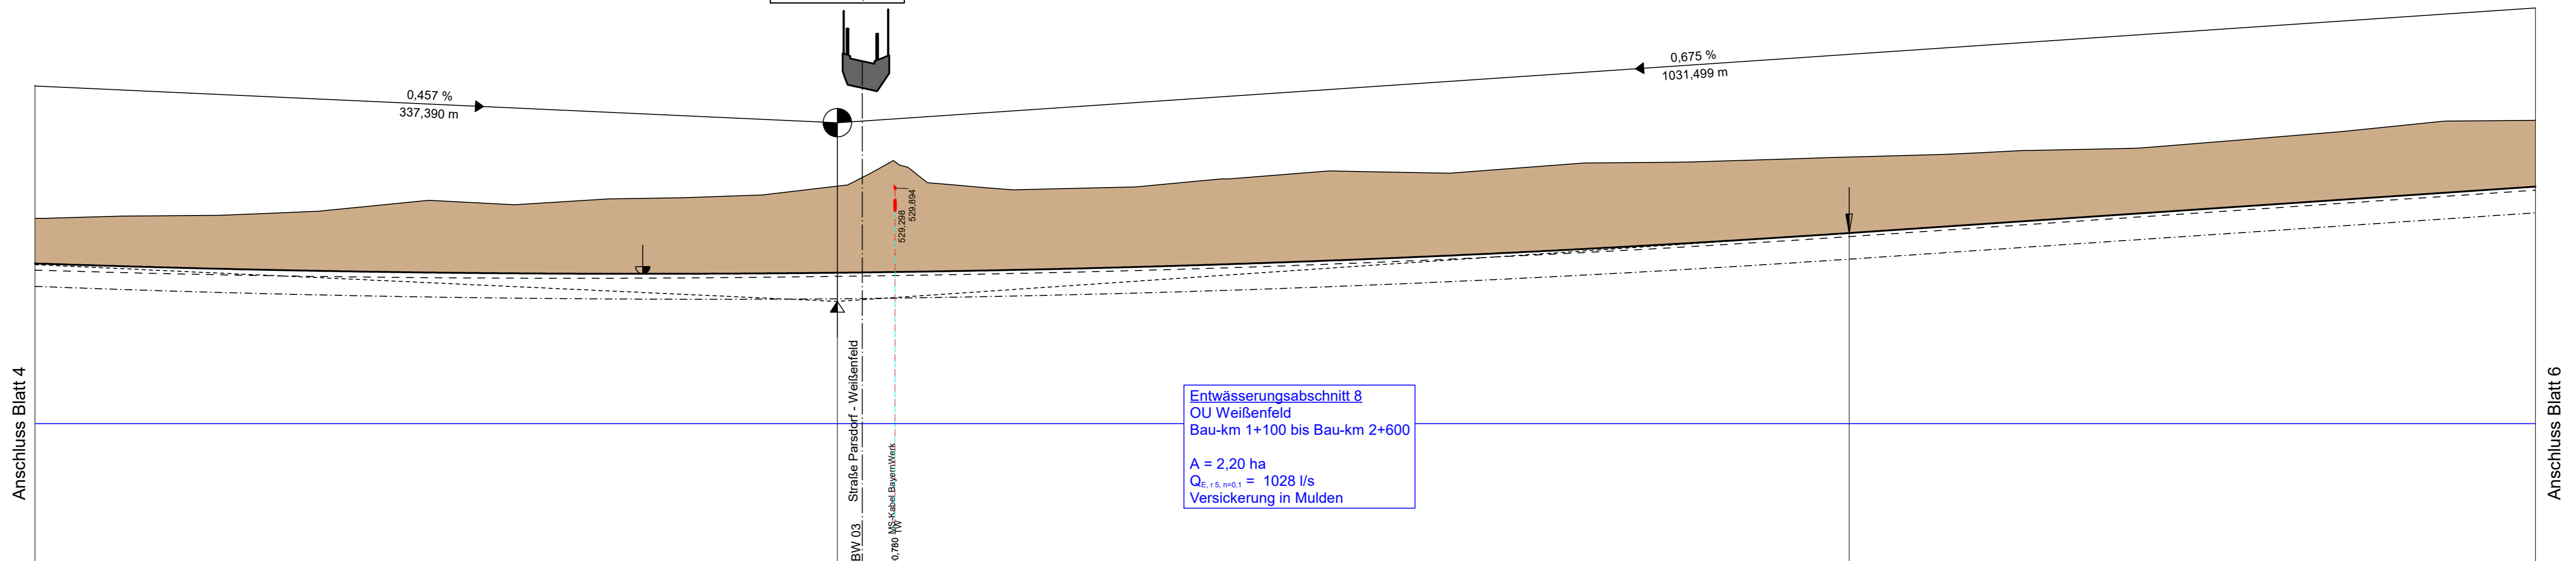 0,675 %
1031,499 m
0,457 %
337,390 m
529,298
529,894
Anschluss Blatt 4
BW 03 Straße Parsdorf - Weißenfeld
MS-Kabel BayernWerk
TW
0,780
Entwässerungsabschnitt 8
OU Weißenfeld
Bau-km 1+100 bis Bau-km 2+600
A = 2,20 ha
QE, r 5, n=0,1 = 1028 l/s
Versickerung in Mulden
Anschluss Blatt 6